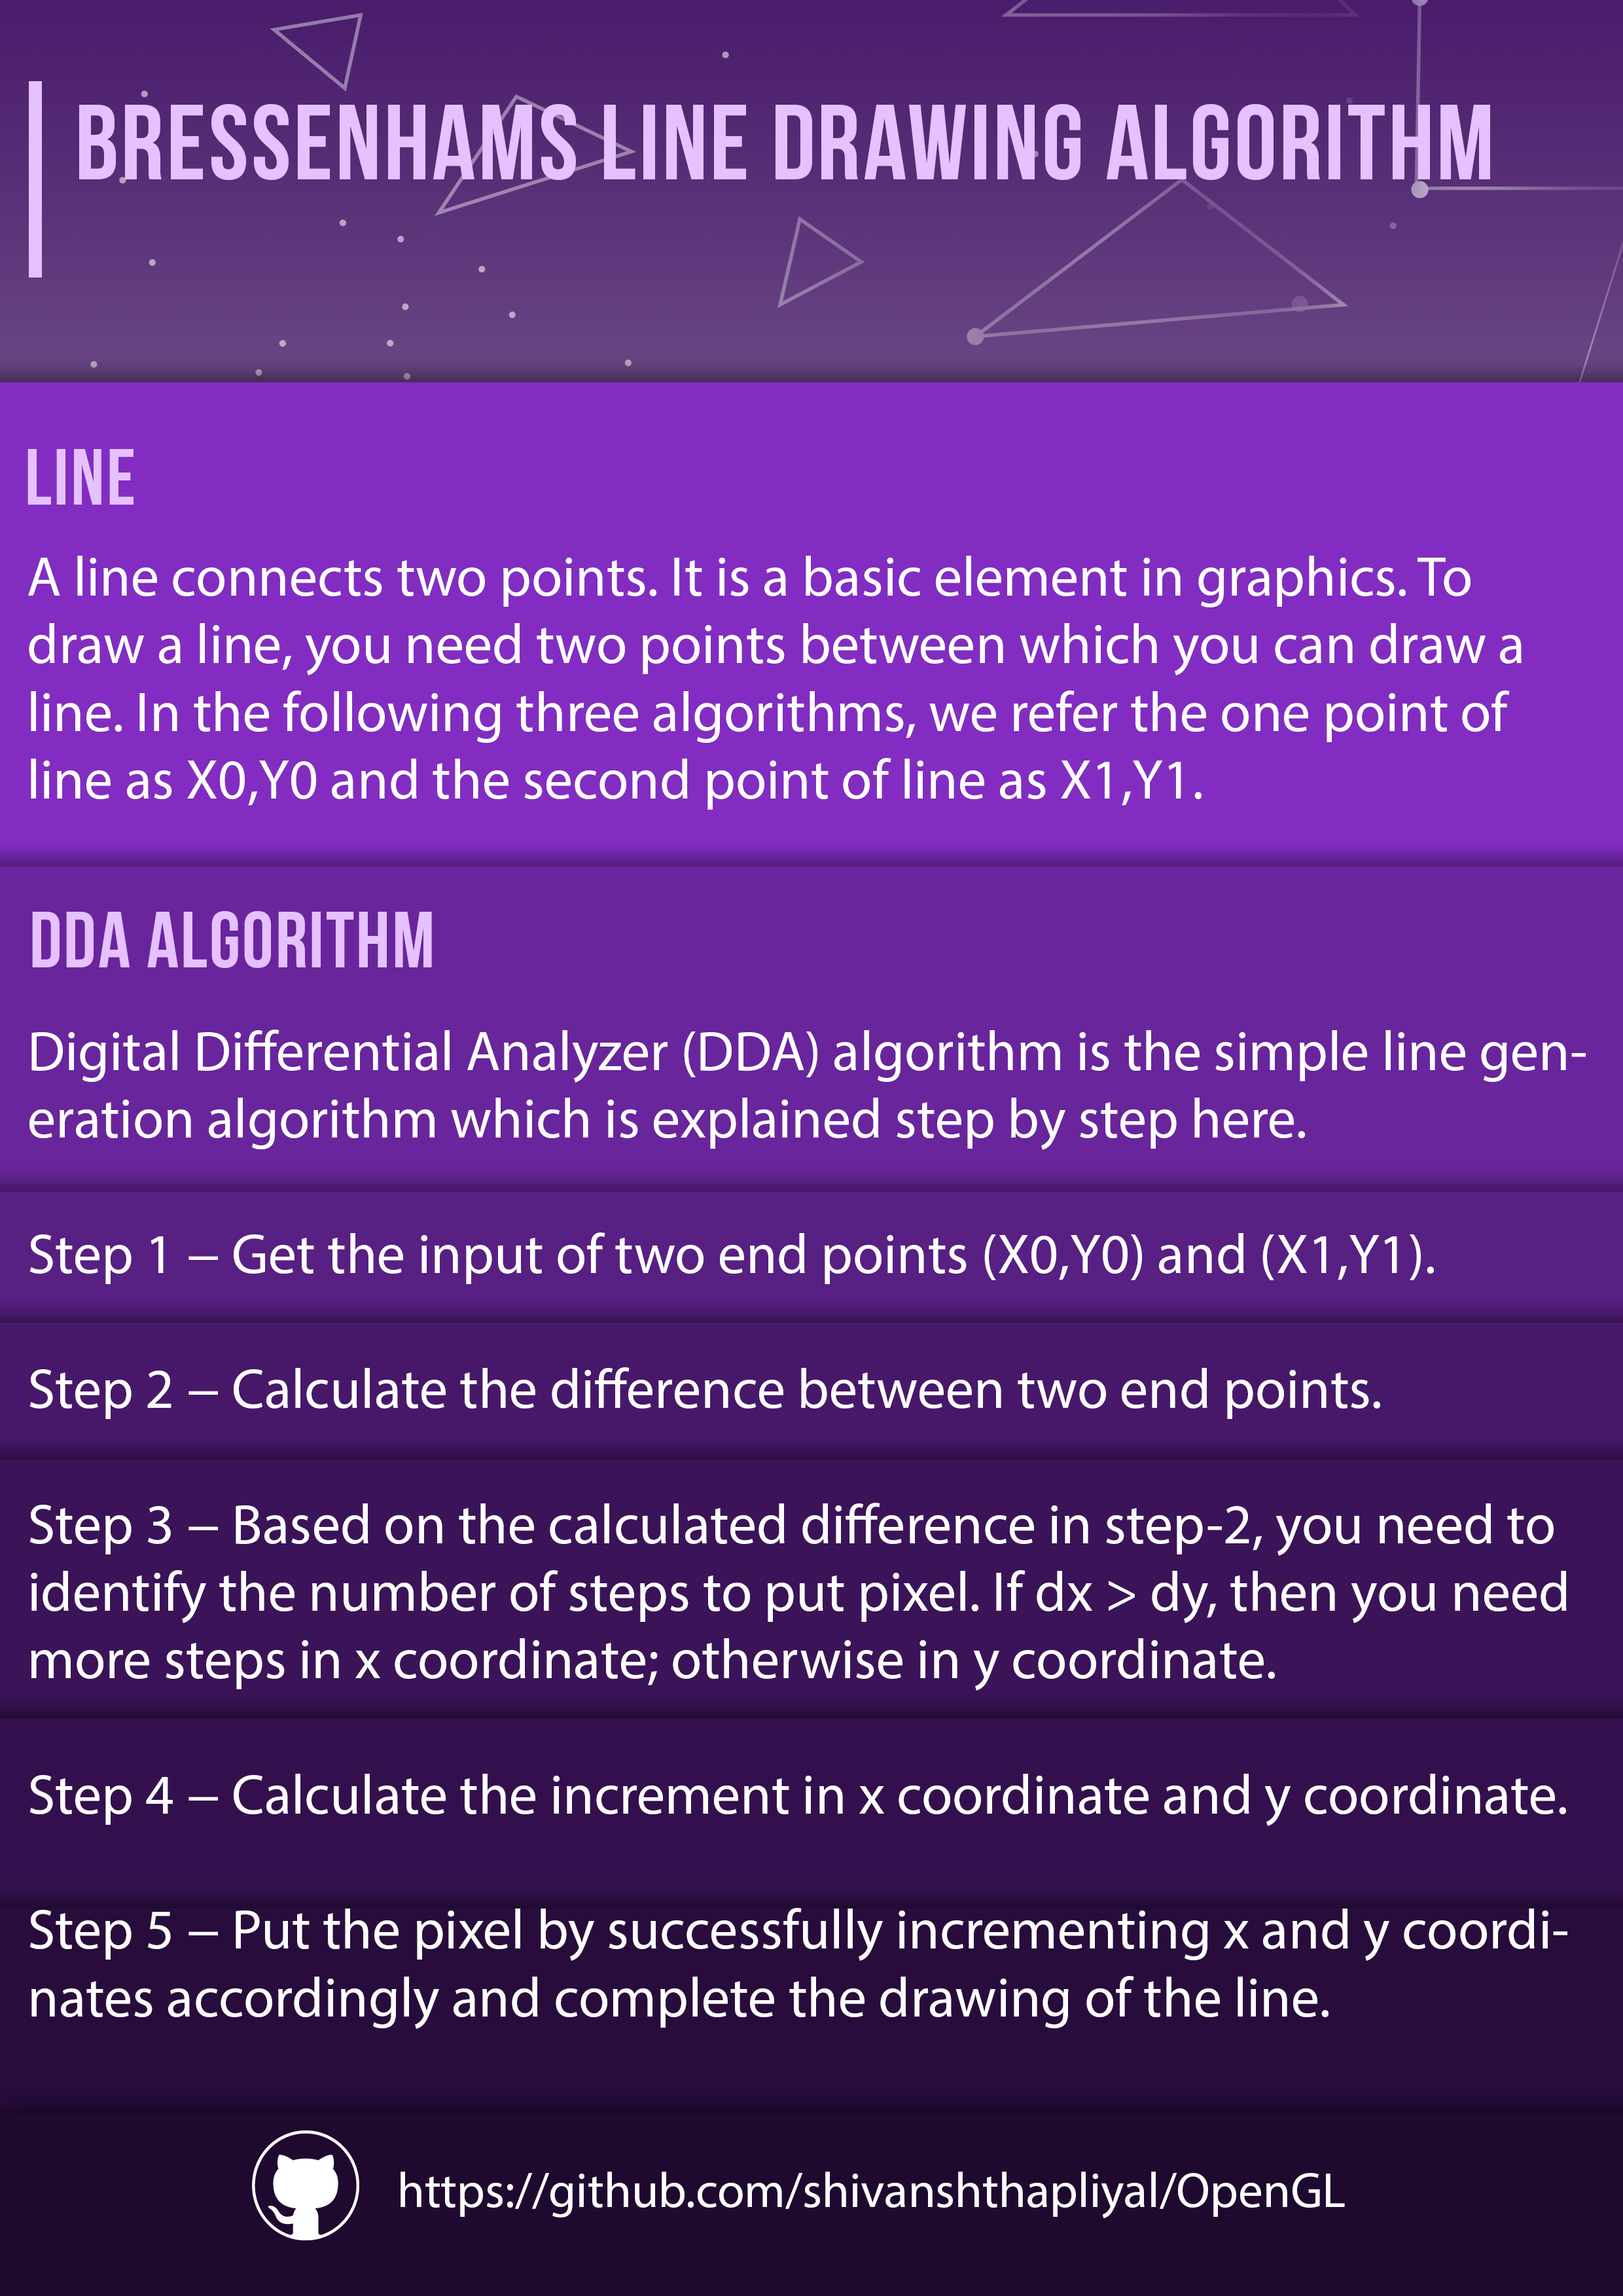 BRESSENHAMS LINE DRAWING ALGORITHM
LINE
A line connects two points. It is a basic element in graphics. To
draw a line, you need two points between which you can draw a
line. In the following three algorithms, we refer the one point of
line as X0,Y0 and the second point of line as X1,Y1.
DDA ALGORITHM
Digital Differential Analyzer (DDA) algorithm is the simple line gen-
eration algorithm which is explained step by step here.
Step 1 – Get the input of two end points (X0,Y0) and (X1,Y1).
Step 2 – Calculate the difference between two end points.
Step 3 – Based on the calculated difference in step-2, you need to
identify the number of steps to put pixel. If dx > dy, then you need
more steps in x coordinate; otherwise in y coordinate.
Step 4 – Calculate the increment in x coordinate and y coordinate.
Step 5 – Put the pixel by successfully incrementing x and y coordi-
nates accordingly and complete the drawing of the line.
https://github.com/shivanshthapliyal/OpenGL